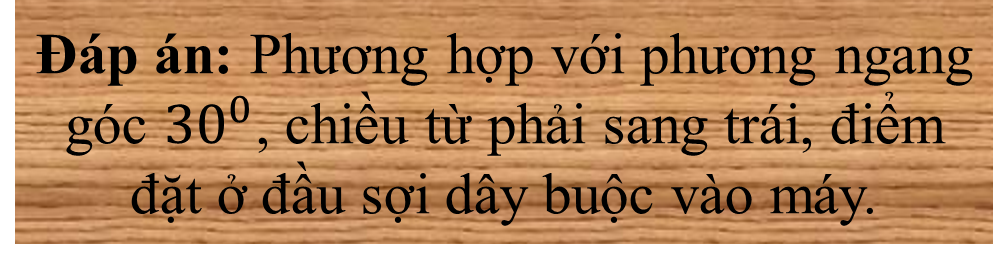 Đáp án: Phương hợp với phương ngang
góc 30⁰, chiều từ phải sang trái, điểm
đặt ở đầu sợi dây buộc vào máy.